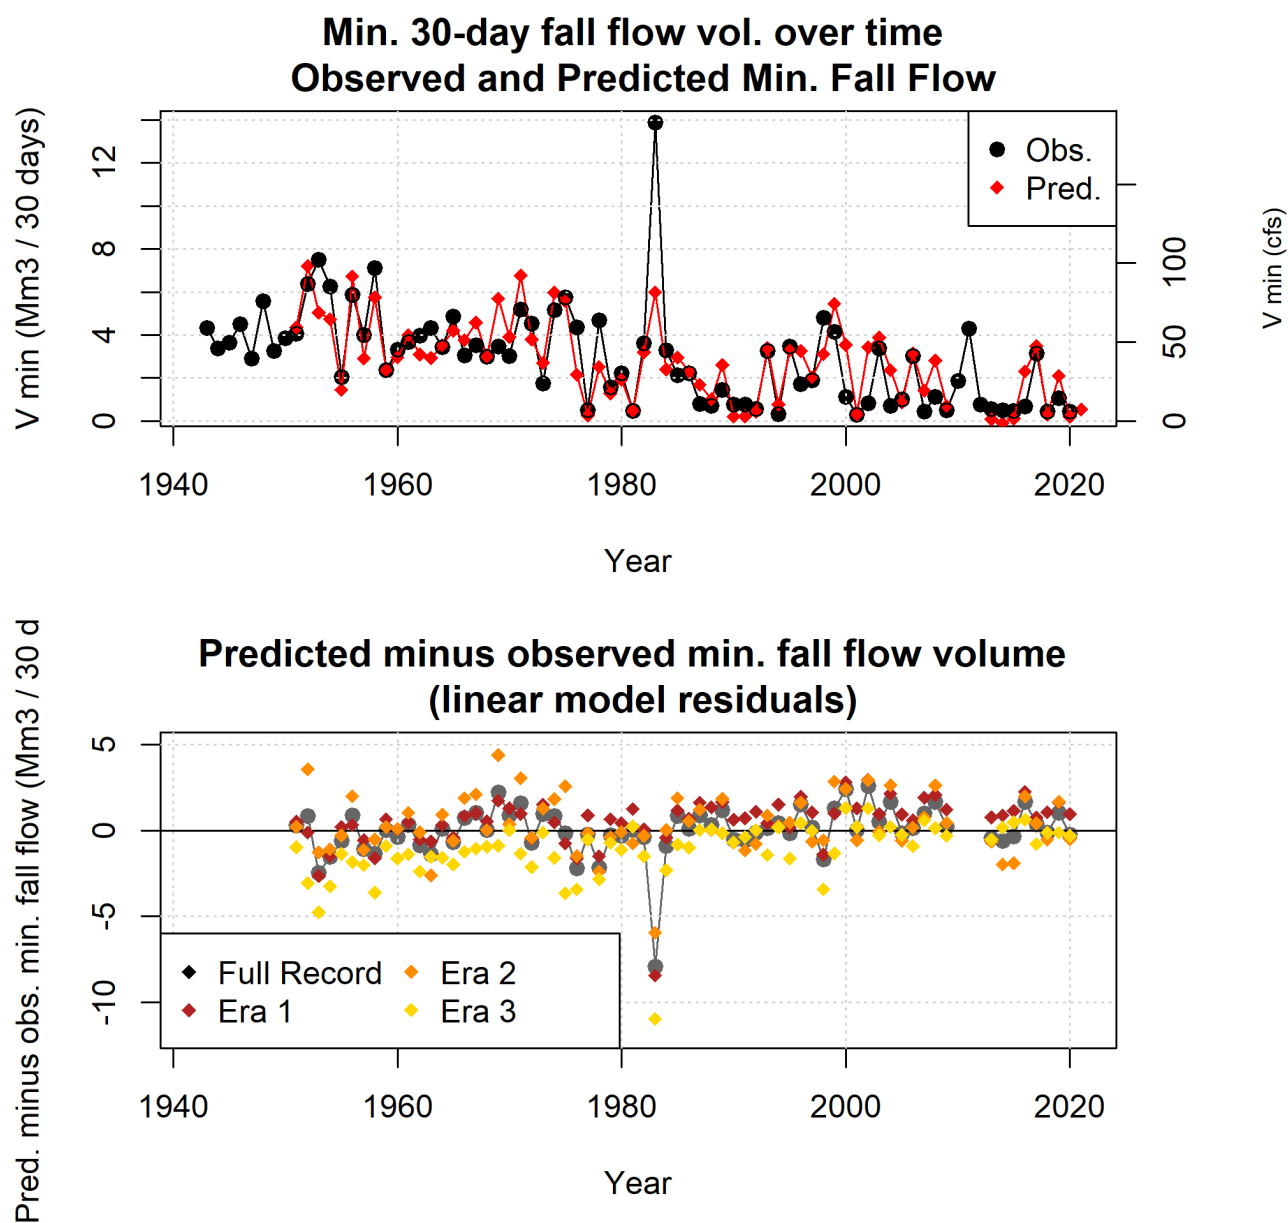 Min. 30-day fall flow vol. over time
Observed and Predicted Min. Fall Flow
V min (Mm3 / 30 days)
12
8
4
0
Obs.
Pred.
100
50
0
V min (cfs)
1940 1960 1980 2000 2020
Year
Predicted minus observed min. fall flow volume
(linear model residuals)
Pred. minus obs. min. fall flow (Mm3 / 30 d
5
0
-5
-10
Full Record Era 2
Era 1 Era 3
1940 1960 1980 2000 2020
Year